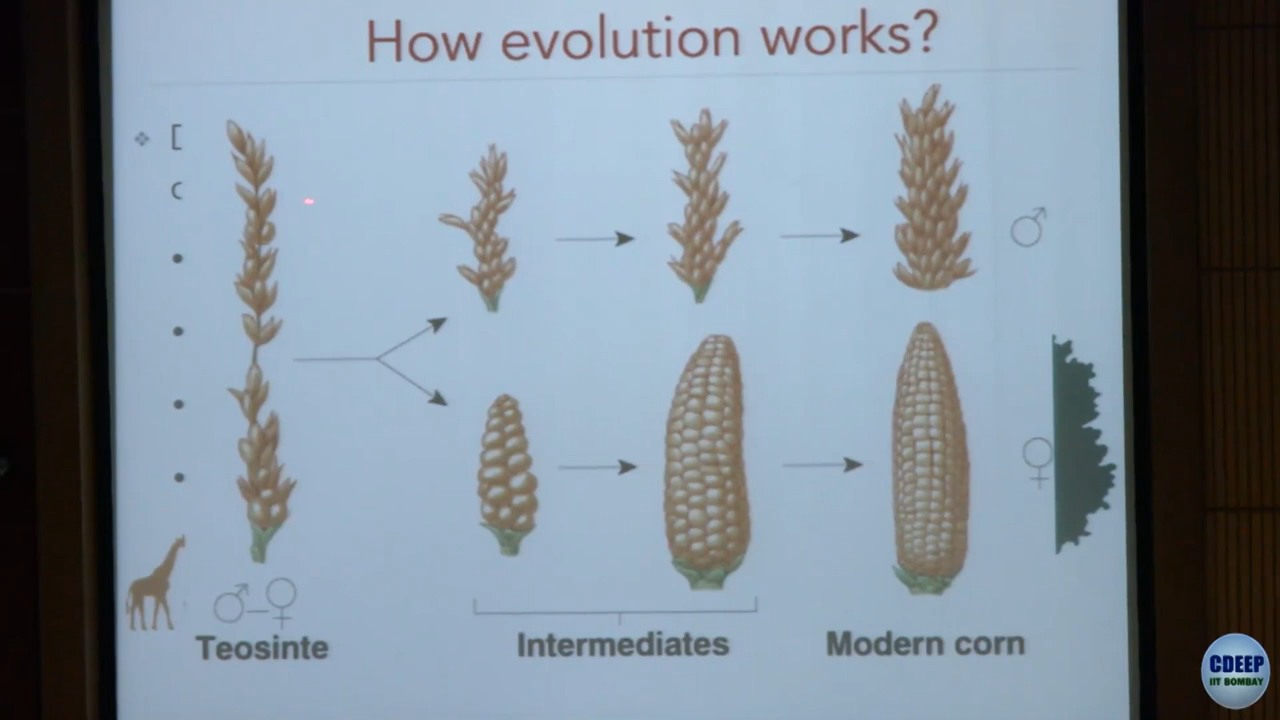 How evolution works?
♂
♀
♂–♀
Teosinte
Intermediates
Modern corn
CDEEP
IIT BOMBAY